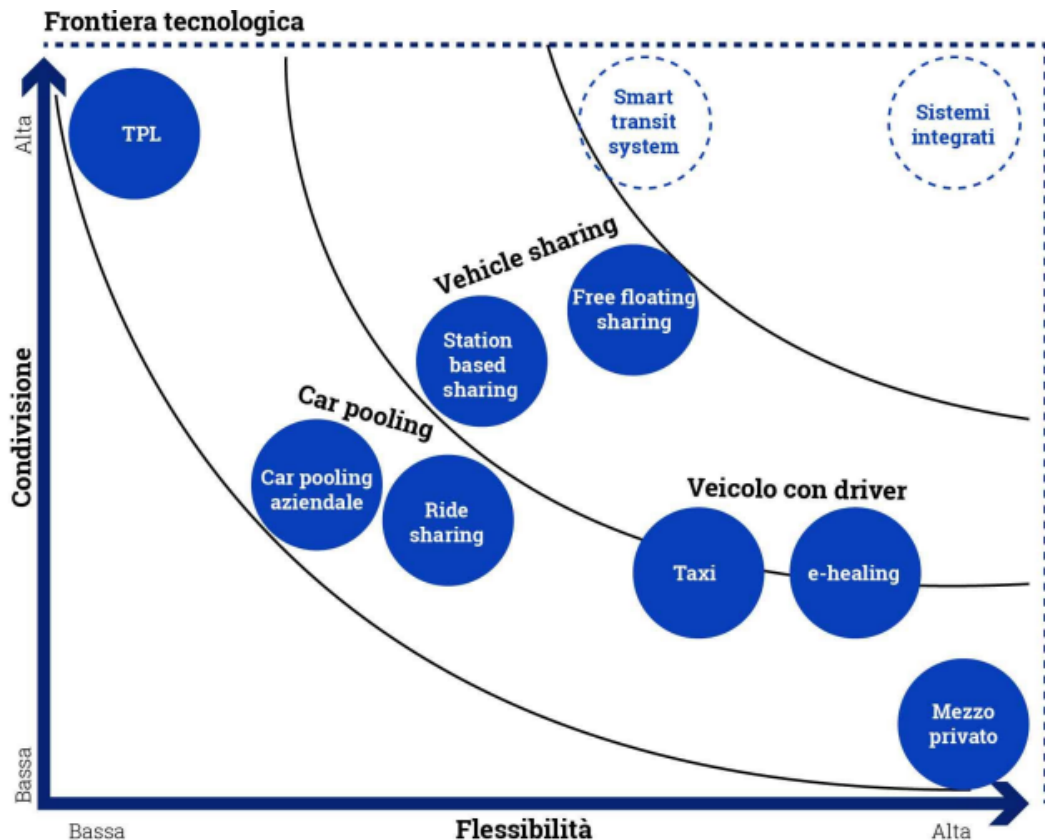 Frontiera tecnologica
Alta
TPL
Smart
transit
system
Sistemi
integrati
Vehicle sharing
Free floating
sharing
Station
based
sharing
Condivisione
Car pooling
Car pooling
aziendale
Ride
sharing
Veicolo con driver
Taxi
e-healing
Mezzo
privato
Bassa
Bassa
Flessibilità
Alta